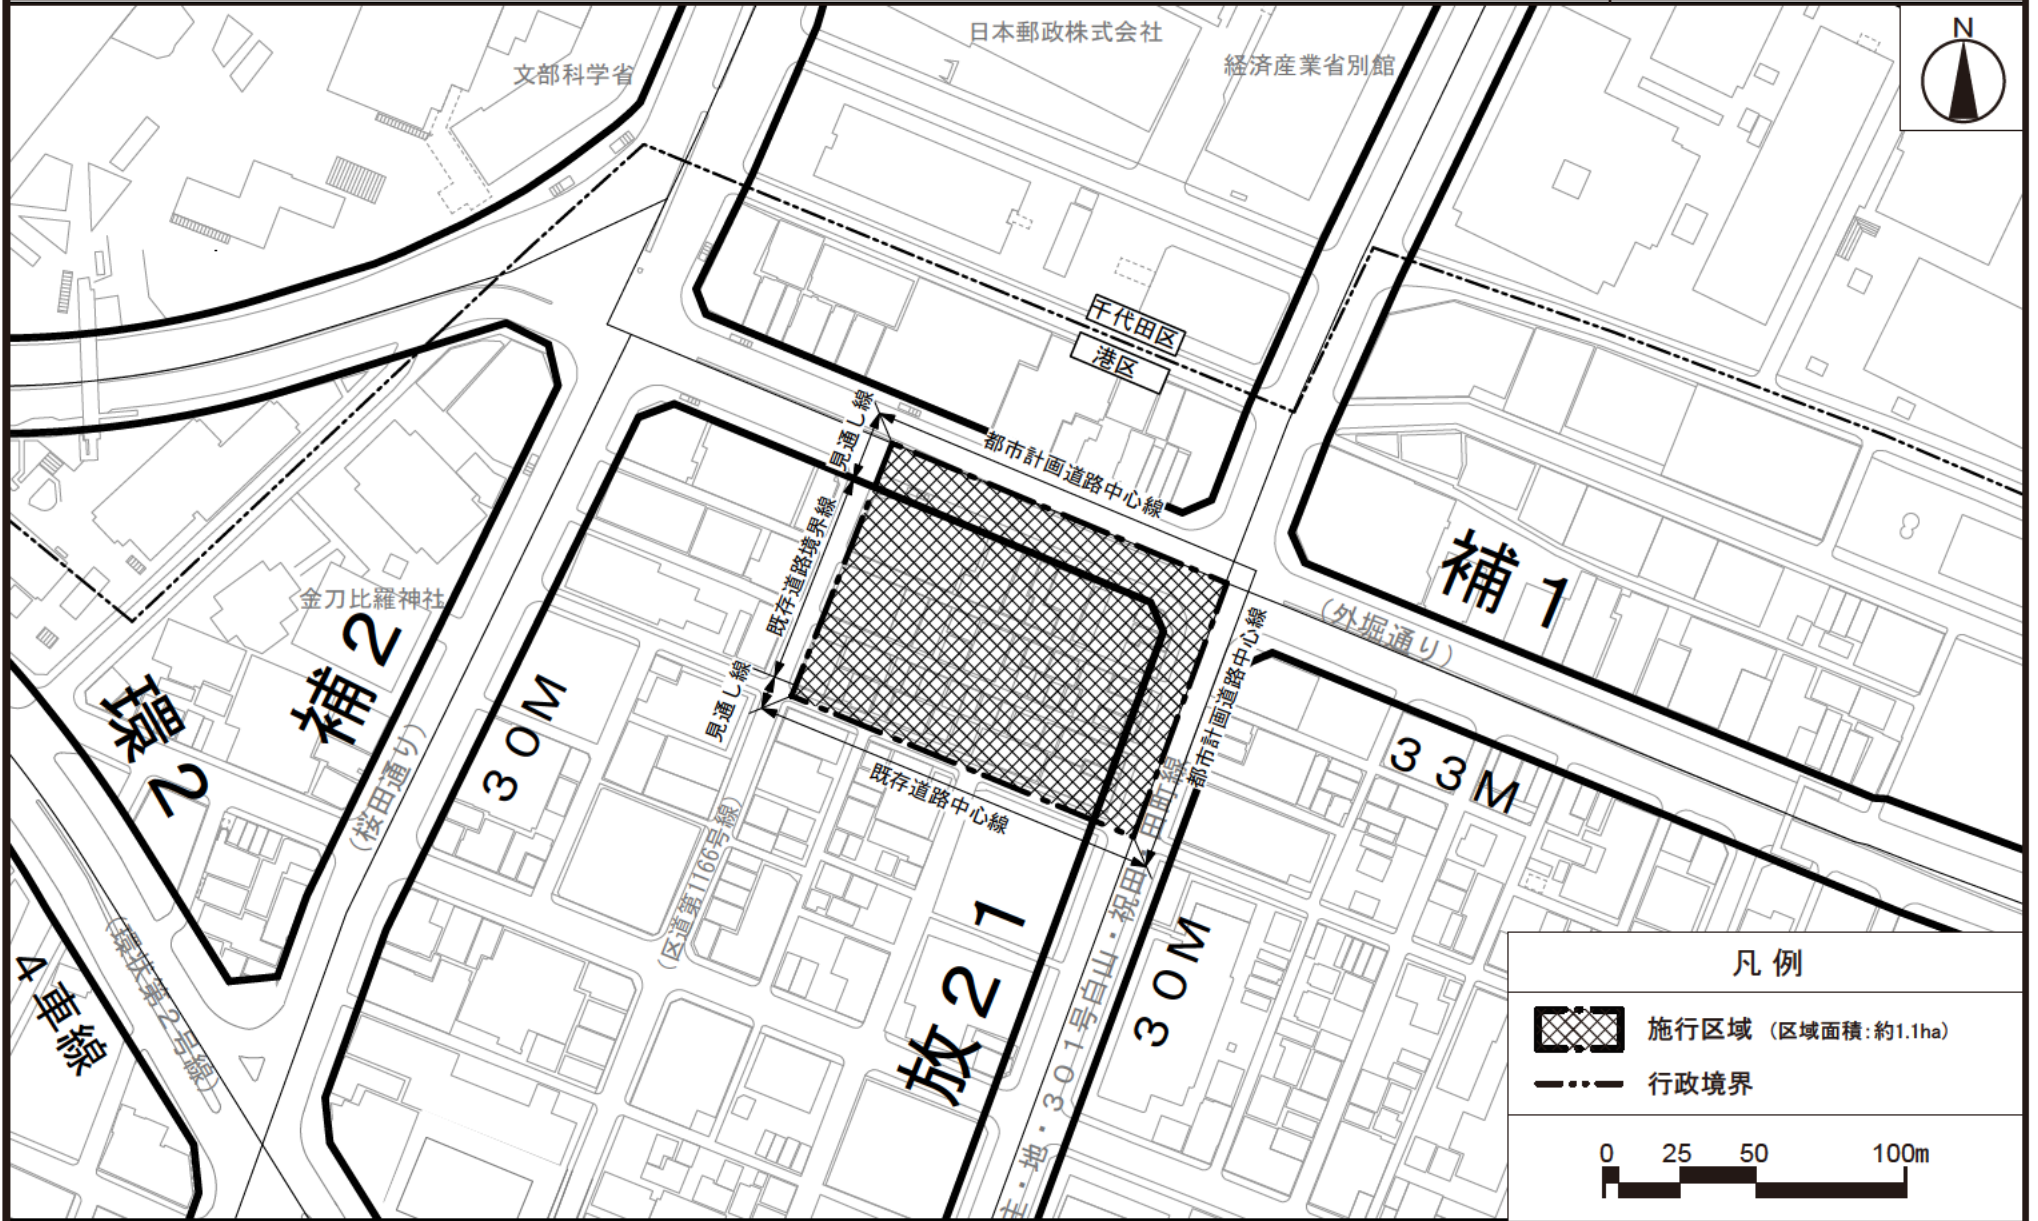 日本郵政株式会社
経済産業省別館
文部科学省
N
千代田区
港区
見通し線
都市計画道路中心線
既存道路境界線
金刀比羅神社
補1
(外堀通り)
環2
補2
(桜田通り)
30M
見通し線
都市計画道路中心線
33M
既存道路中心線
(区道第1166号線)
放21
30M
主・地・301号白山・祝田田町線
4車線
(環状第2号線)
凡例
施行区域 (区域面積:約1.1ha)
行政境界
0 25 50 100m